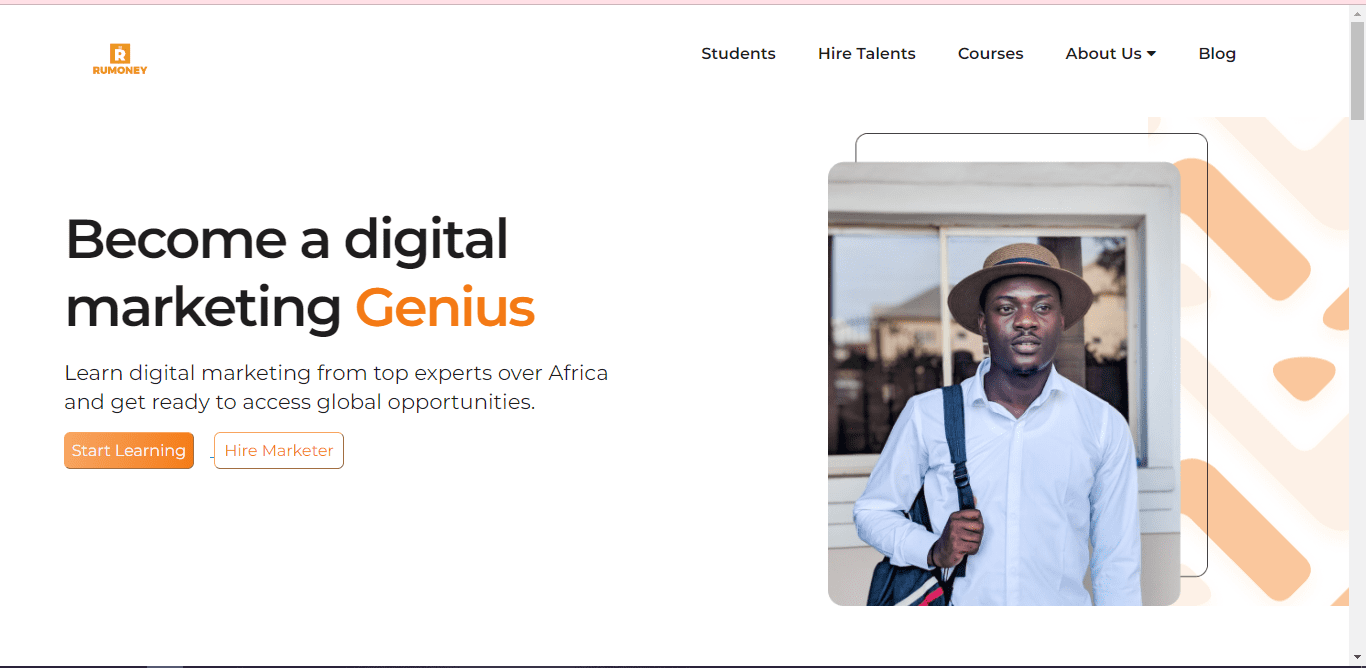 R
RUMONEY
Students Hire Talents Courses About Us Blog
Become a digital
marketing Genius
Learn digital marketing from top experts over Africa
and get ready to access global opportunities.
Start Learning Hire Marketer